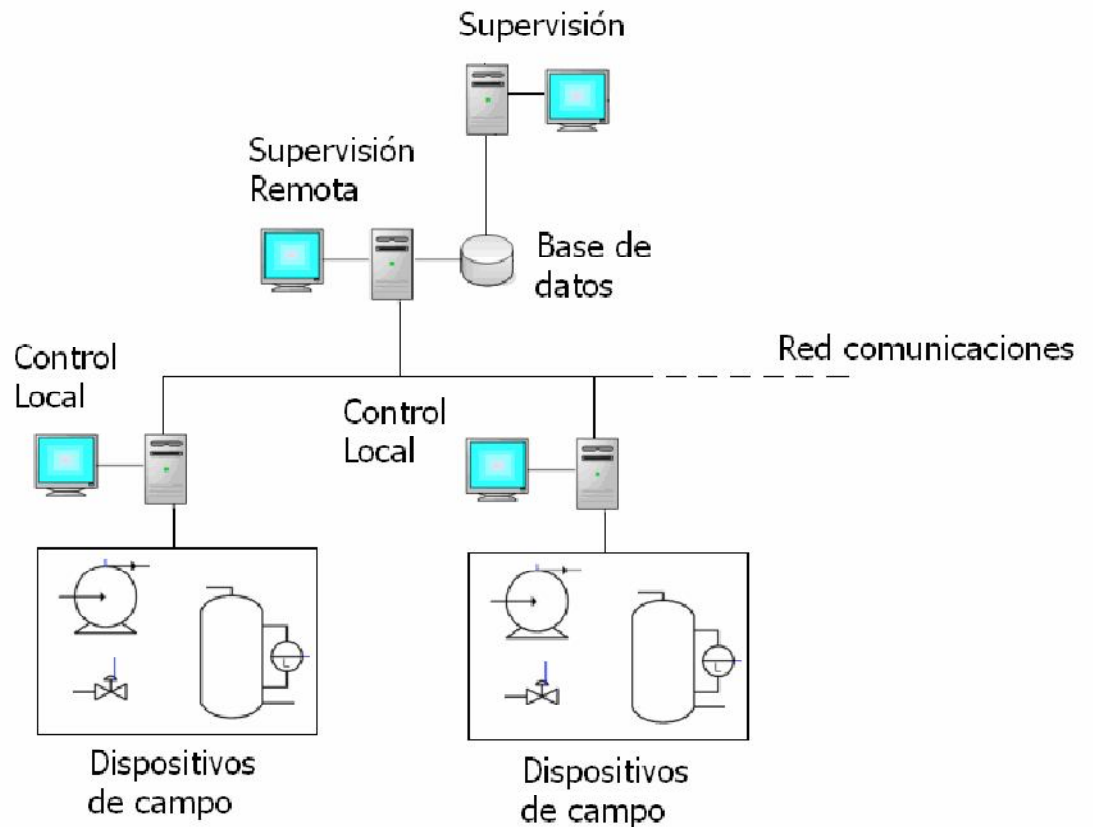 Supervisión
Supervisión
Remota
Base de
datos
Red comunicaciones
Control
Local
Control
Local
L
L
Dispositivos
de campo
Dispositivos
de campo